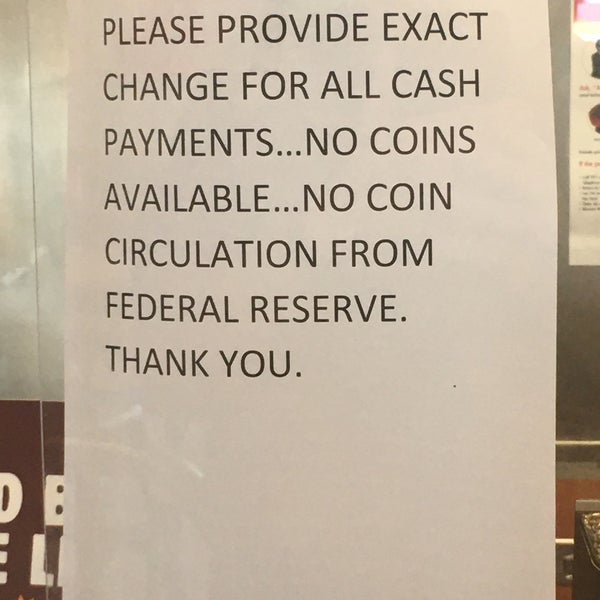 PLEASE PROVIDE EXACT
CHANGE FOR ALL CASH
PAYMENTS...NO COINS
AVAILABLE...NO COIN
CIRCULATION FROM
FEDERAL RESERVE.
THANK YOU.